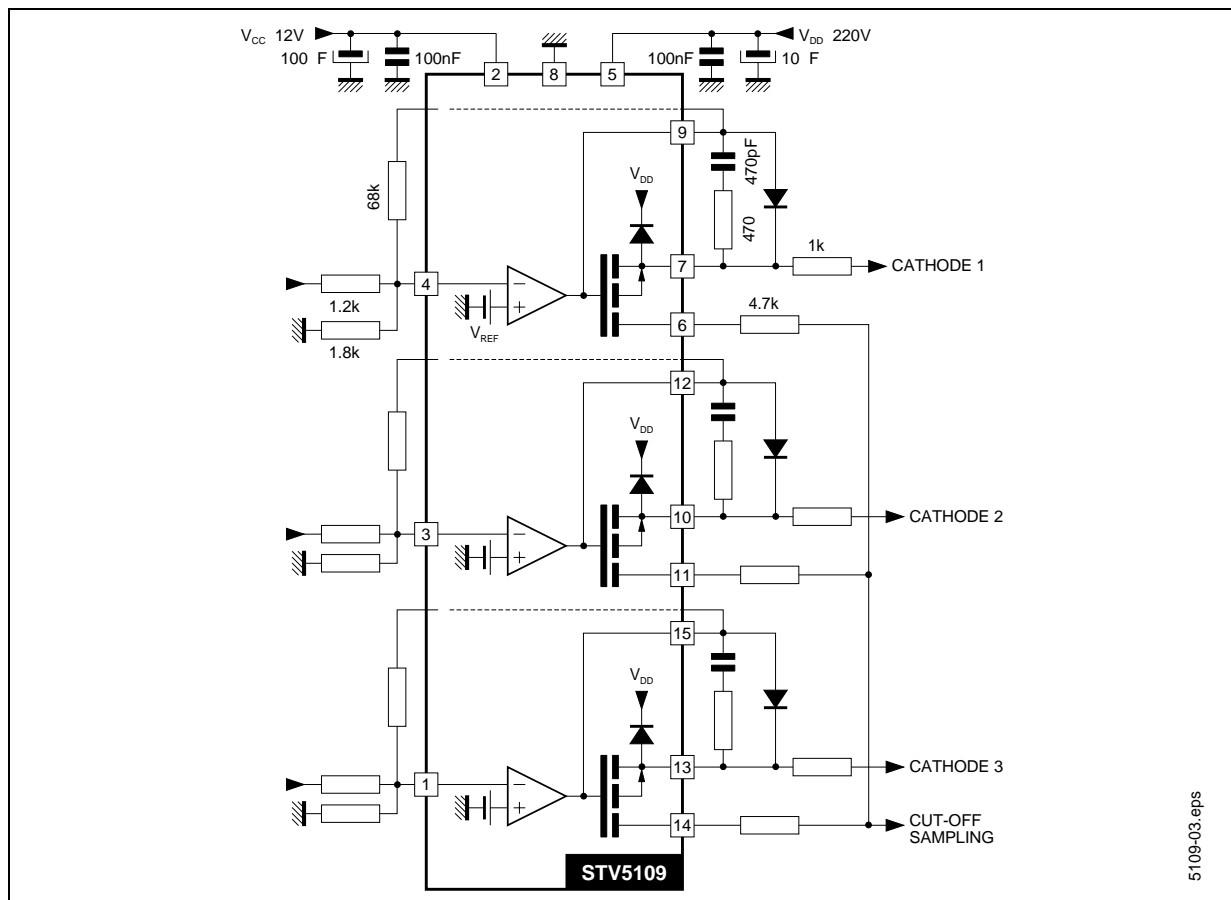 V_CC 12V
100 F
100nF
2
8
5
100nF
10 F
V_DD 220V
9
68k
V_DD
470pF
470
4
1.2k
1.8k
V_REF
7
1k
CATHODE 1
6
4.7k
12
V_DD
3
10
CATHODE 2
11
15
V_DD
1
13
CATHODE 3
14
CUT-OFF
SAMPLING
STV5109
5109-03.eps